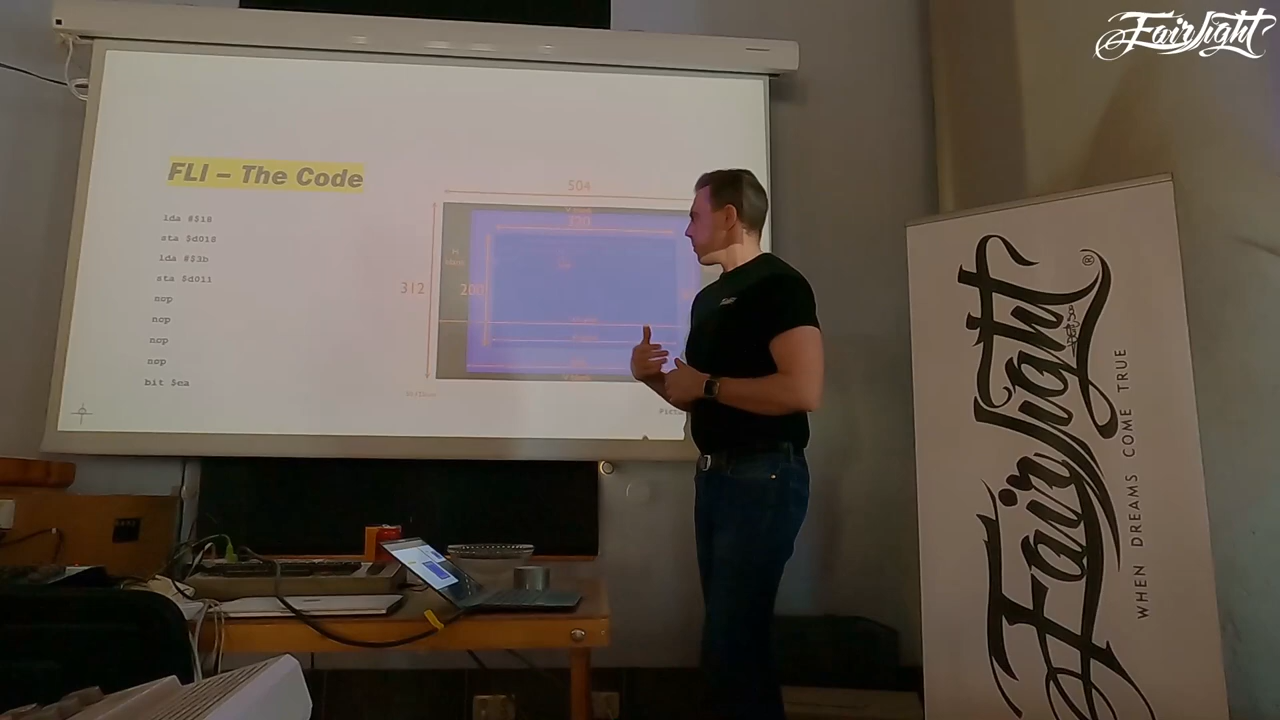 Fairlight
FLI – The Code
lda #$18
sta $d018
lda #$3b
sta $d011
nop
nop
nop
nop
bit $ea
504
312
200
Fairlight®
WHEN DREAMS COME TRUE